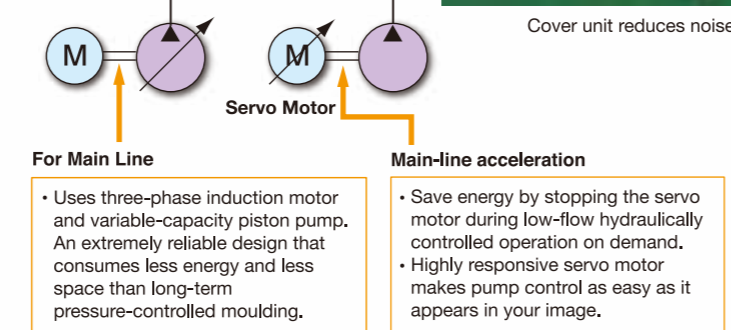 Cover unit reduces noise
M
M
Servo Motor
For Main Line
• Uses three-phase induction motor
and variable-capacity piston pump.
An extremely reliable design that
consumes less energy and less
space than long-term
pressure-controlled moulding.
Main-line acceleration
• Save energy by stopping the servo
motor during low-flow hydraulically
controlled operation on demand.
• Highly responsive servo motor
makes pump control as easy as it
appears in your image.